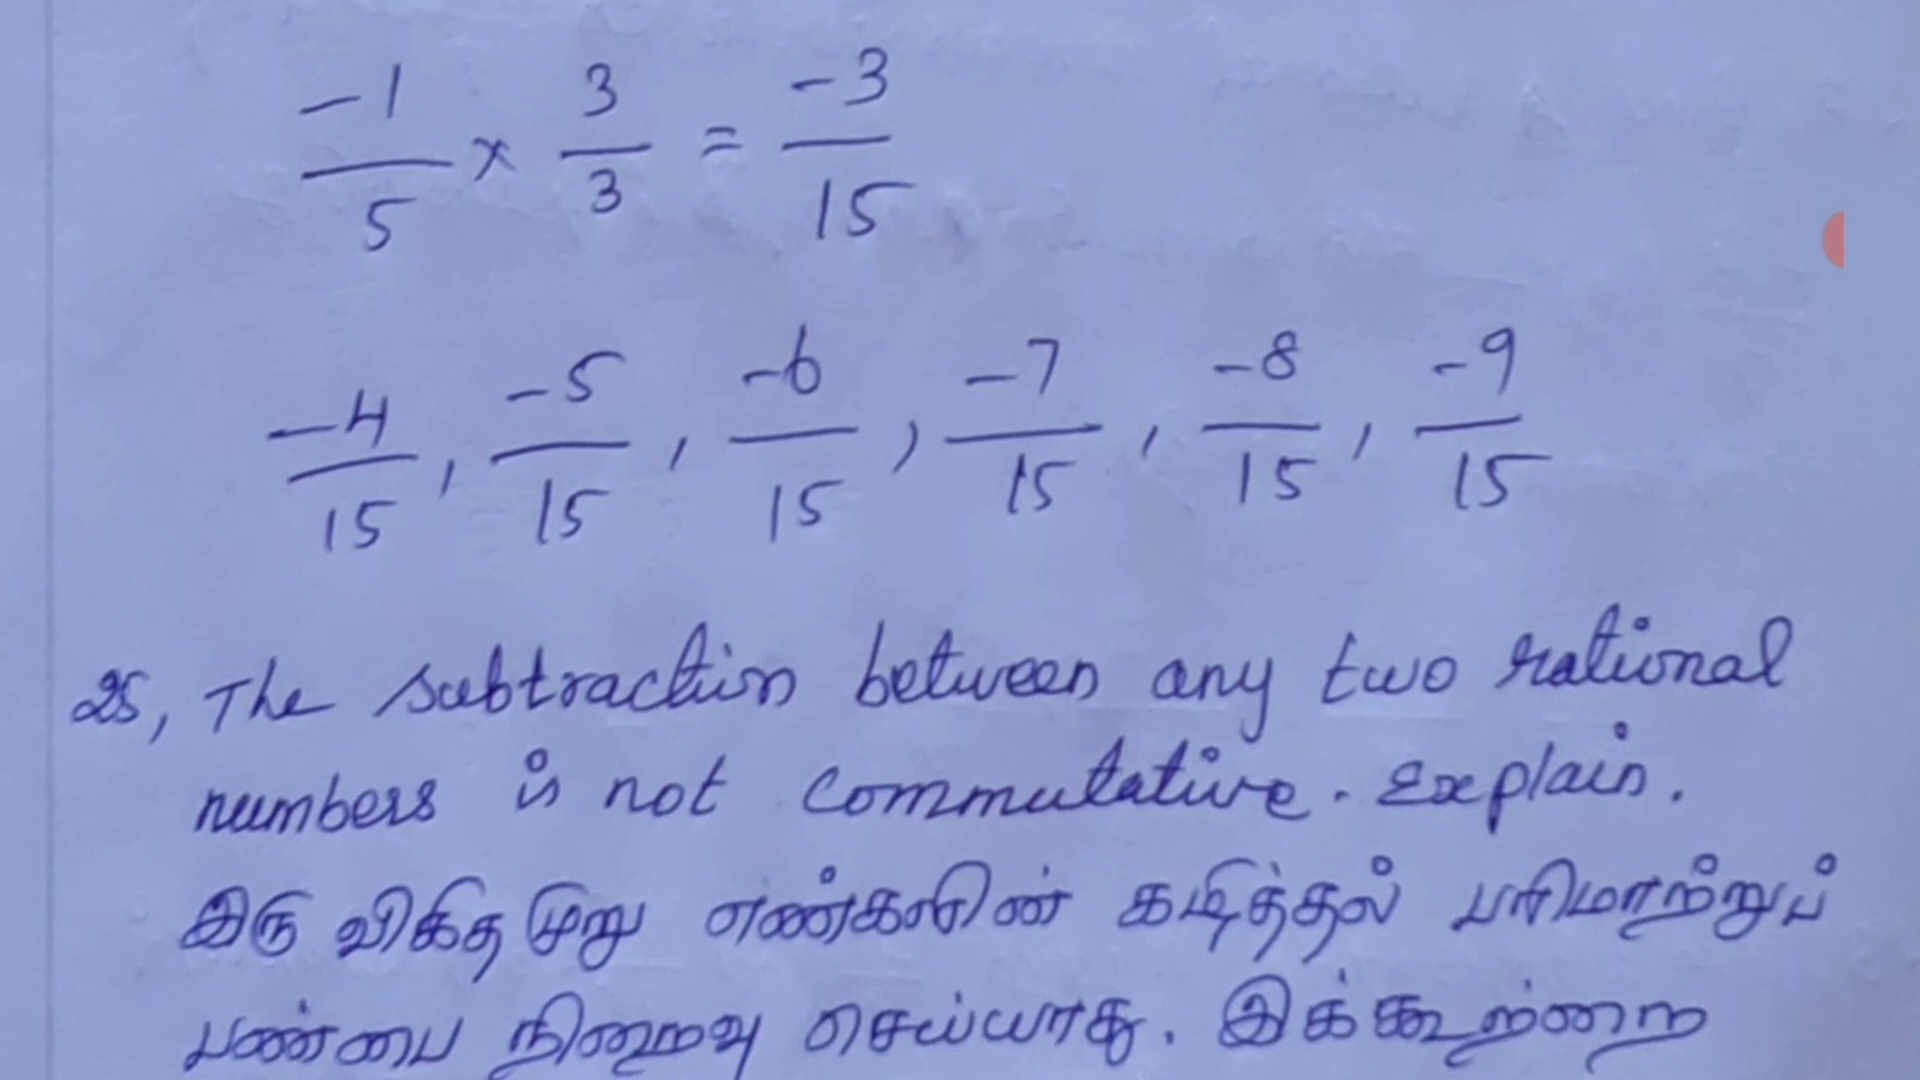 -1/5 × 3/3 = -3/15
-4/15, -5/15, -6/15, -7/15, -8/15, -9/15
25, The subtraction between any two rational
numbers is not commutative. Explain.
இரு விகிதமுறு எண்களின் கழித்தல் பரிமாற்றுப்
பண்பை நிறைவு செய்யாது. இக்கூற்றை